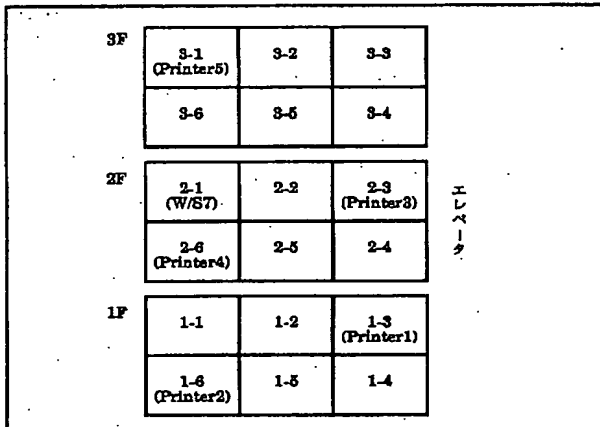 3F
3-1 3-2 3-3
(Printer5)
3-6 3-5 3-4
2F
2-1 2-2 2-3
(W/S7) (Printer3)
2-6 2-5 2-4
(Printer4)
エレベータ
1F
1-1 1-2 1-3
(Printer1)
1-6 1-5 1-4
(Printer2)